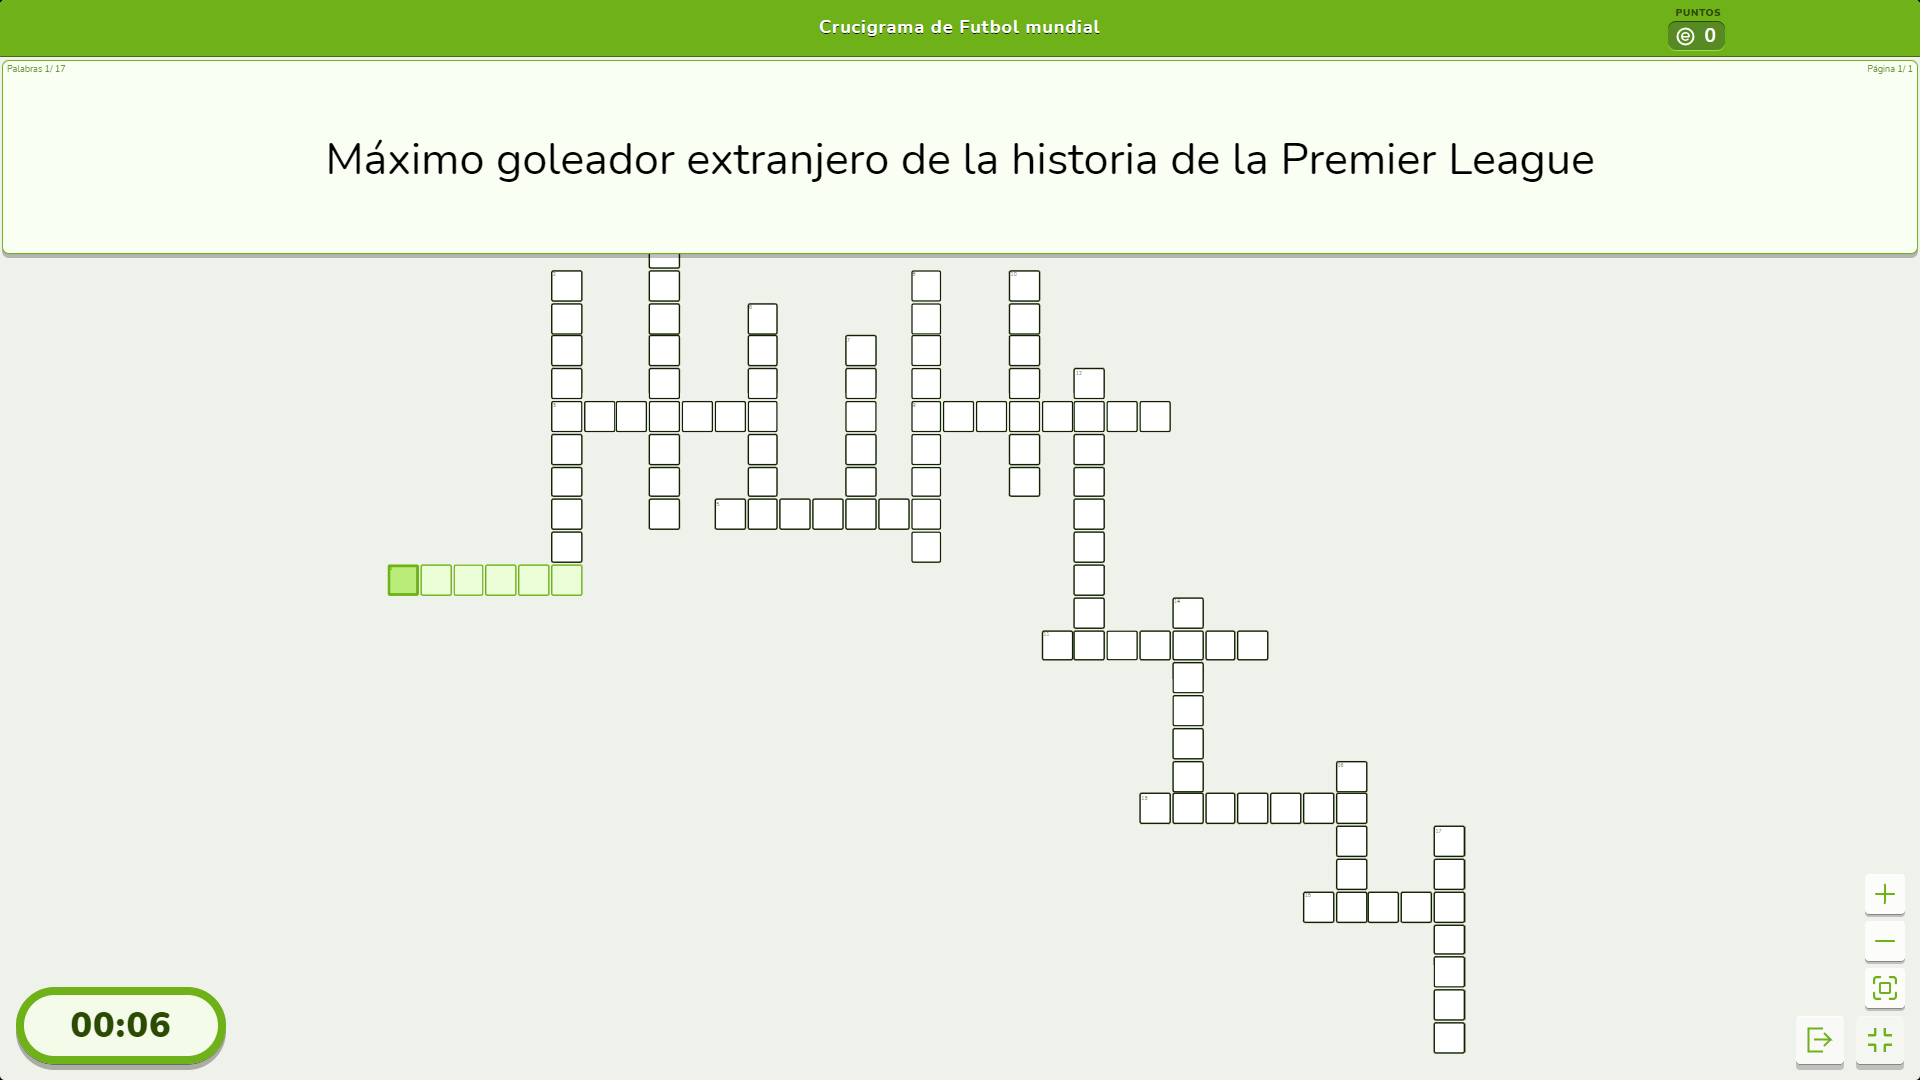 Crucigrama de Futbol mundial
PUNTOS
0
Palabras 1/ 17
Página 1/ 1
Máximo goleador extranjero de la historia de la Premier League
00:06